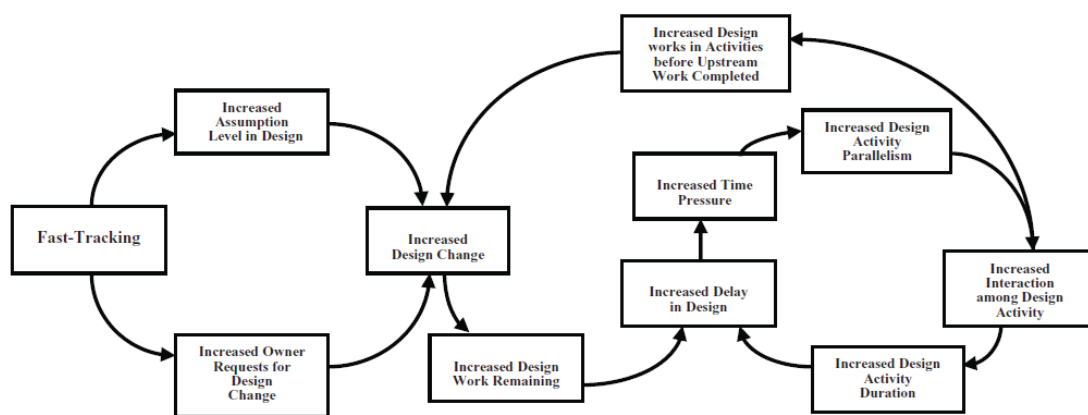 Increased Design
works in Activities
before Upstream
Work Completed
Increased
Assumption
Level in Design
Increased Design
Activity
Parallelism
Increased Time
Pressure
Fast-Tracking
Increased
Design Change
Increased
Interaction
among Design
Activity
Increased Delay
in Design
Increased Owner
Requests for
Design
Change
Increased Design
Work Remaining
Increased Design
Activity
Duration